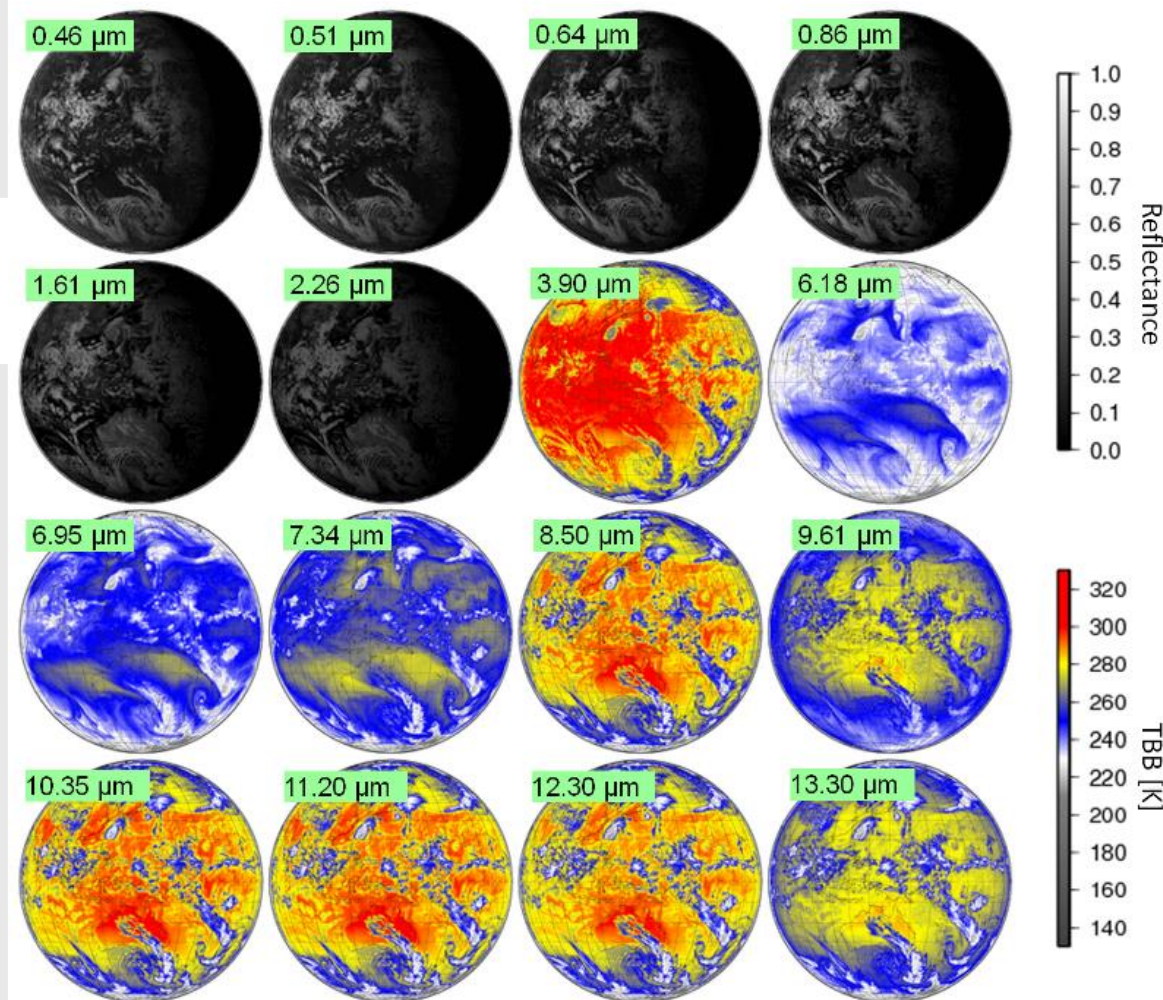 0.46 µm
0.51 µm
0.64 µm
0.86 µm
1.61 µm
2.26 µm
3.90 µm
6.18 µm
6.95 µm
7.34 µm
8.50 µm
9.61 µm
10.35 µm
11.20 µm
12.30 µm
13.30 µm
1.0
0.9
0.8
0.7
0.6
0.5
0.4
0.3
0.2
0.1
0.0
Reflectance
320
300
280
260
240
220
200
180
160
140
TBB [K]